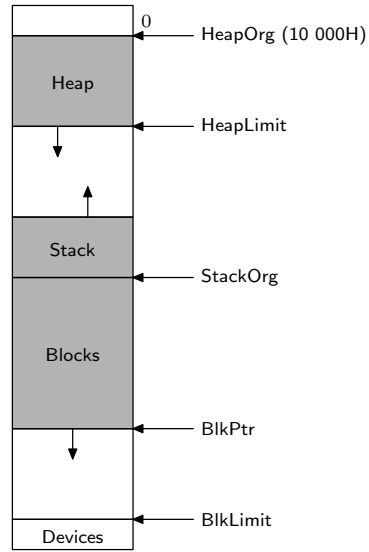 0
HeapOrg (10 000H)
Heap
HeapLimit
Stack
StackOrg
Blocks
BlkPtr
BlkLimit
Devices